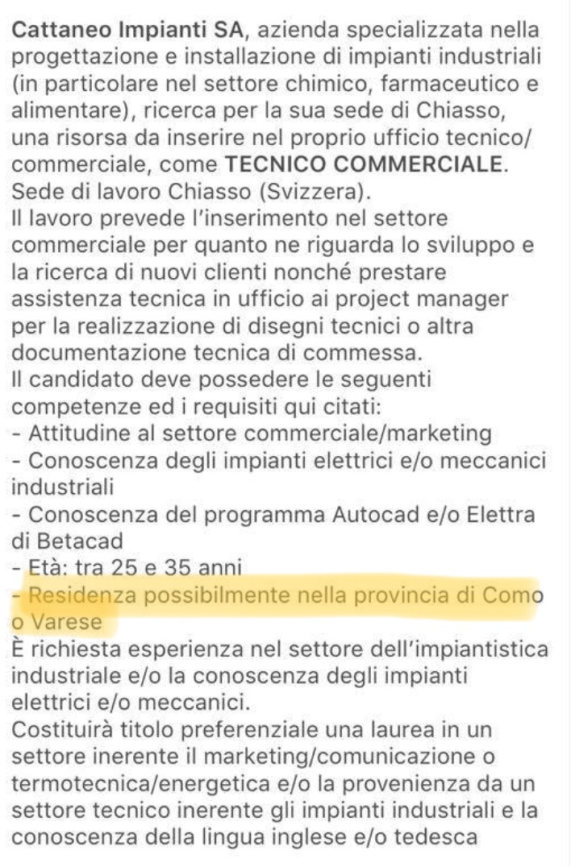 Cattaneo Impianti SA, azienda specializzata nella
progettazione e installazione di impianti industriali
(in particolare nel settore chimico, farmaceutico e
alimentare), ricerca per la sua sede di Chiasso,
una risorsa da inserire nel proprio ufficio tecnico/
commerciale, come TECNICO COMMERCIALE.
Sede di lavoro Chiasso (Svizzera).
Il lavoro prevede l'inserimento nel settore
commerciale per quanto ne riguarda lo sviluppo e
la ricerca di nuovi clienti nonché prestare
assistenza tecnica in ufficio ai project manager
per la realizzazione di disegni tecnici o altra
documentazione tecnica di commessa.
Il candidato deve possedere le seguenti
competenze ed i requisiti qui citati:
- Attitudine al settore commerciale/marketing
- Conoscenza degli impianti elettrici e/o meccanici
industriali
- Conoscenza del programma Autocad e/o Elettra
di Betacad
- Età: tra 25 e 35 anni
- Residenza possibilmente nella provincia di Como
o Varese
È richiesta esperienza nel settore dell'impiantistica
industriale e/o la conoscenza degli impianti
elettrici e/o meccanici.
Costituirà titolo preferenziale una laurea in un
settore inerente il marketing/comunicazione o
termotecnica/energetica e/o la provenienza da un
settore tecnico inerente gli impianti industriali e la
conoscenza della lingua inglese e/o tedesca